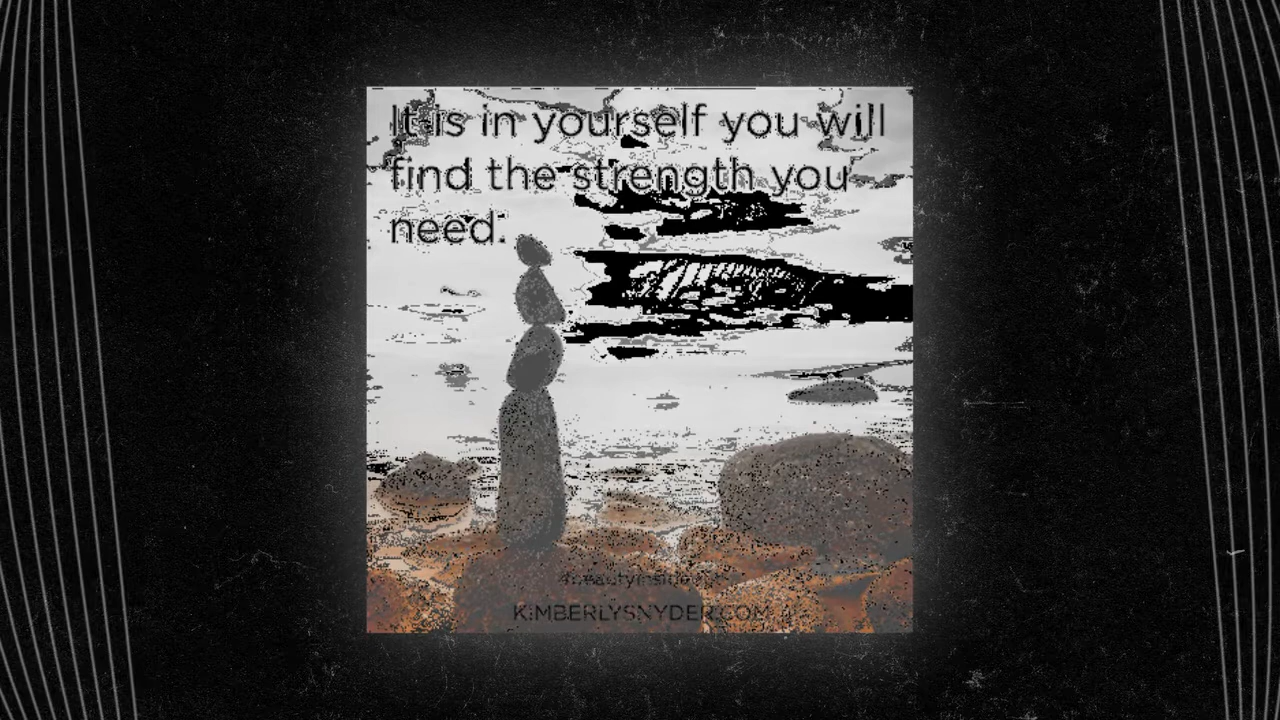 It is in yourself you will
find the strength you
need.
KIMBERLYSNYDER.COM